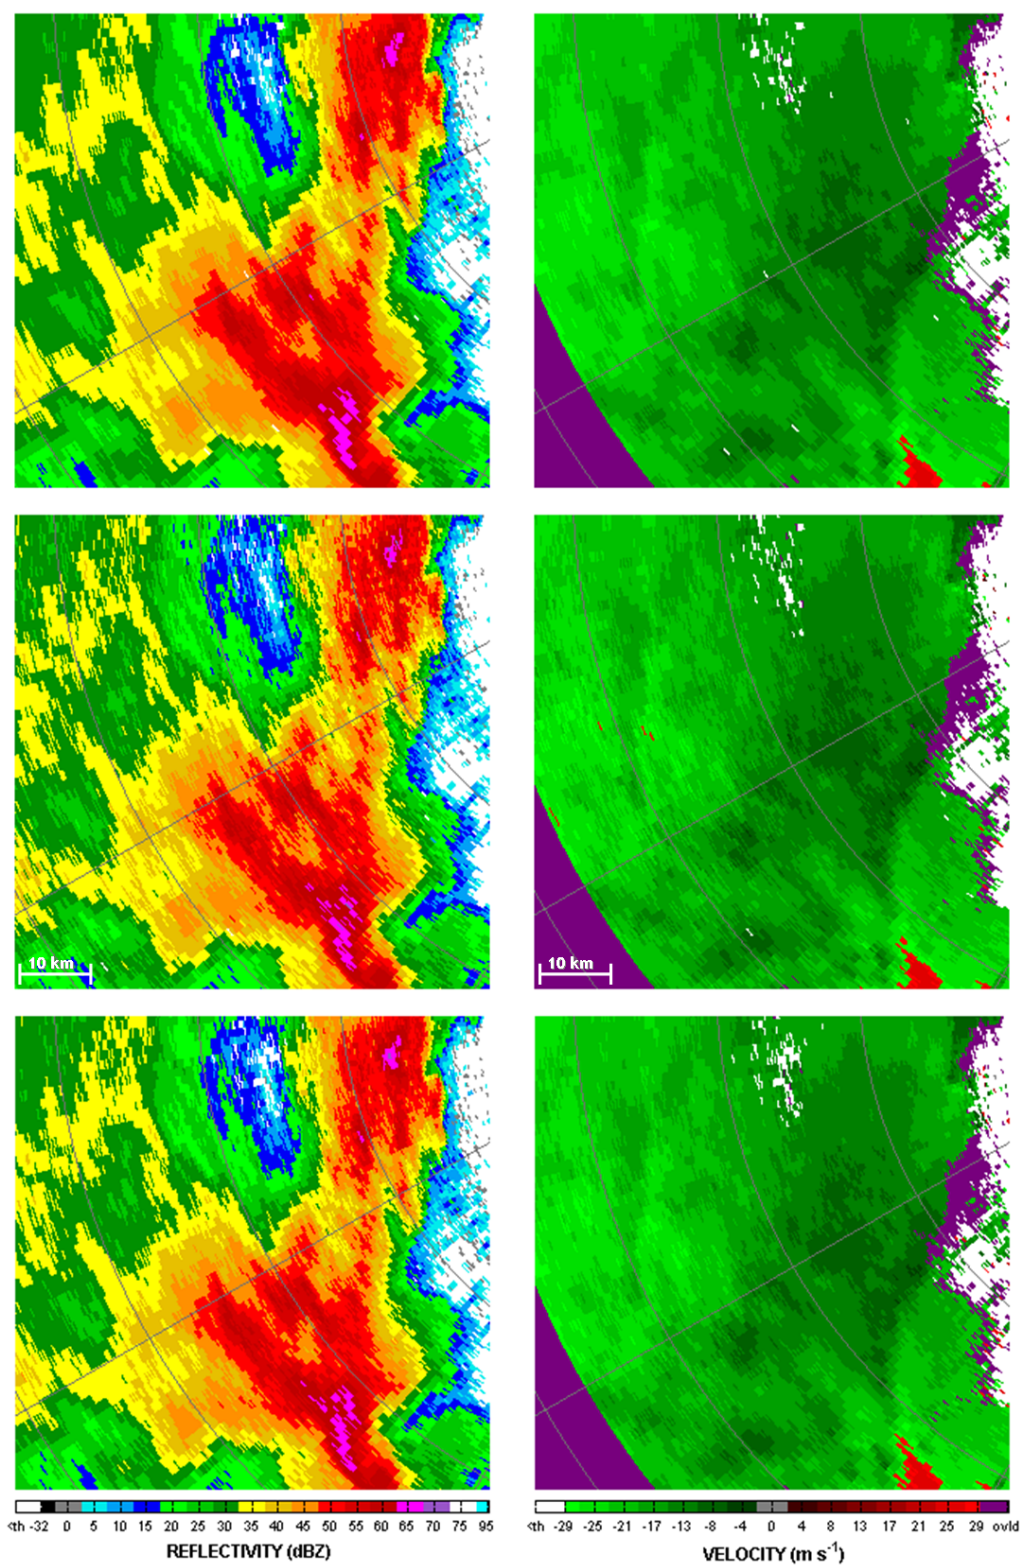 10 km
10 km
<th -32 0 5 10 15 20 25 30 35 40 45 50 55 60 65 70 75 95
<th -29 -25 -21 -17 -13 -8 -4 0 4 8 13 17 21 25 29 ovld
REFLECTIVITY (dBZ)
VELOCITY (m s⁻¹)